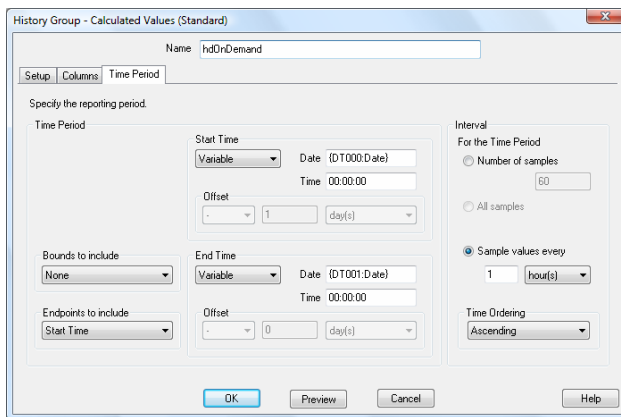 History Group - Calculated Values (Standard)
Name hdOnDemand
Setup Columns Time Period
Specify the reporting period.
Time Period
Start Time
Variable Date {DT000:Date}
Time 00:00:00
Offset
- 1 day(s)
Bounds to include
None
End Time
Variable Date {DT001:Date}
Time 00:00:00
Endpoints to include
Start Time
Offset
- 0 day(s)
Interval
For the Time Period
Number of samples
60
All samples
Sample values every
1 hour(s)
Time Ordering
Ascending
OK Preview Cancel Help